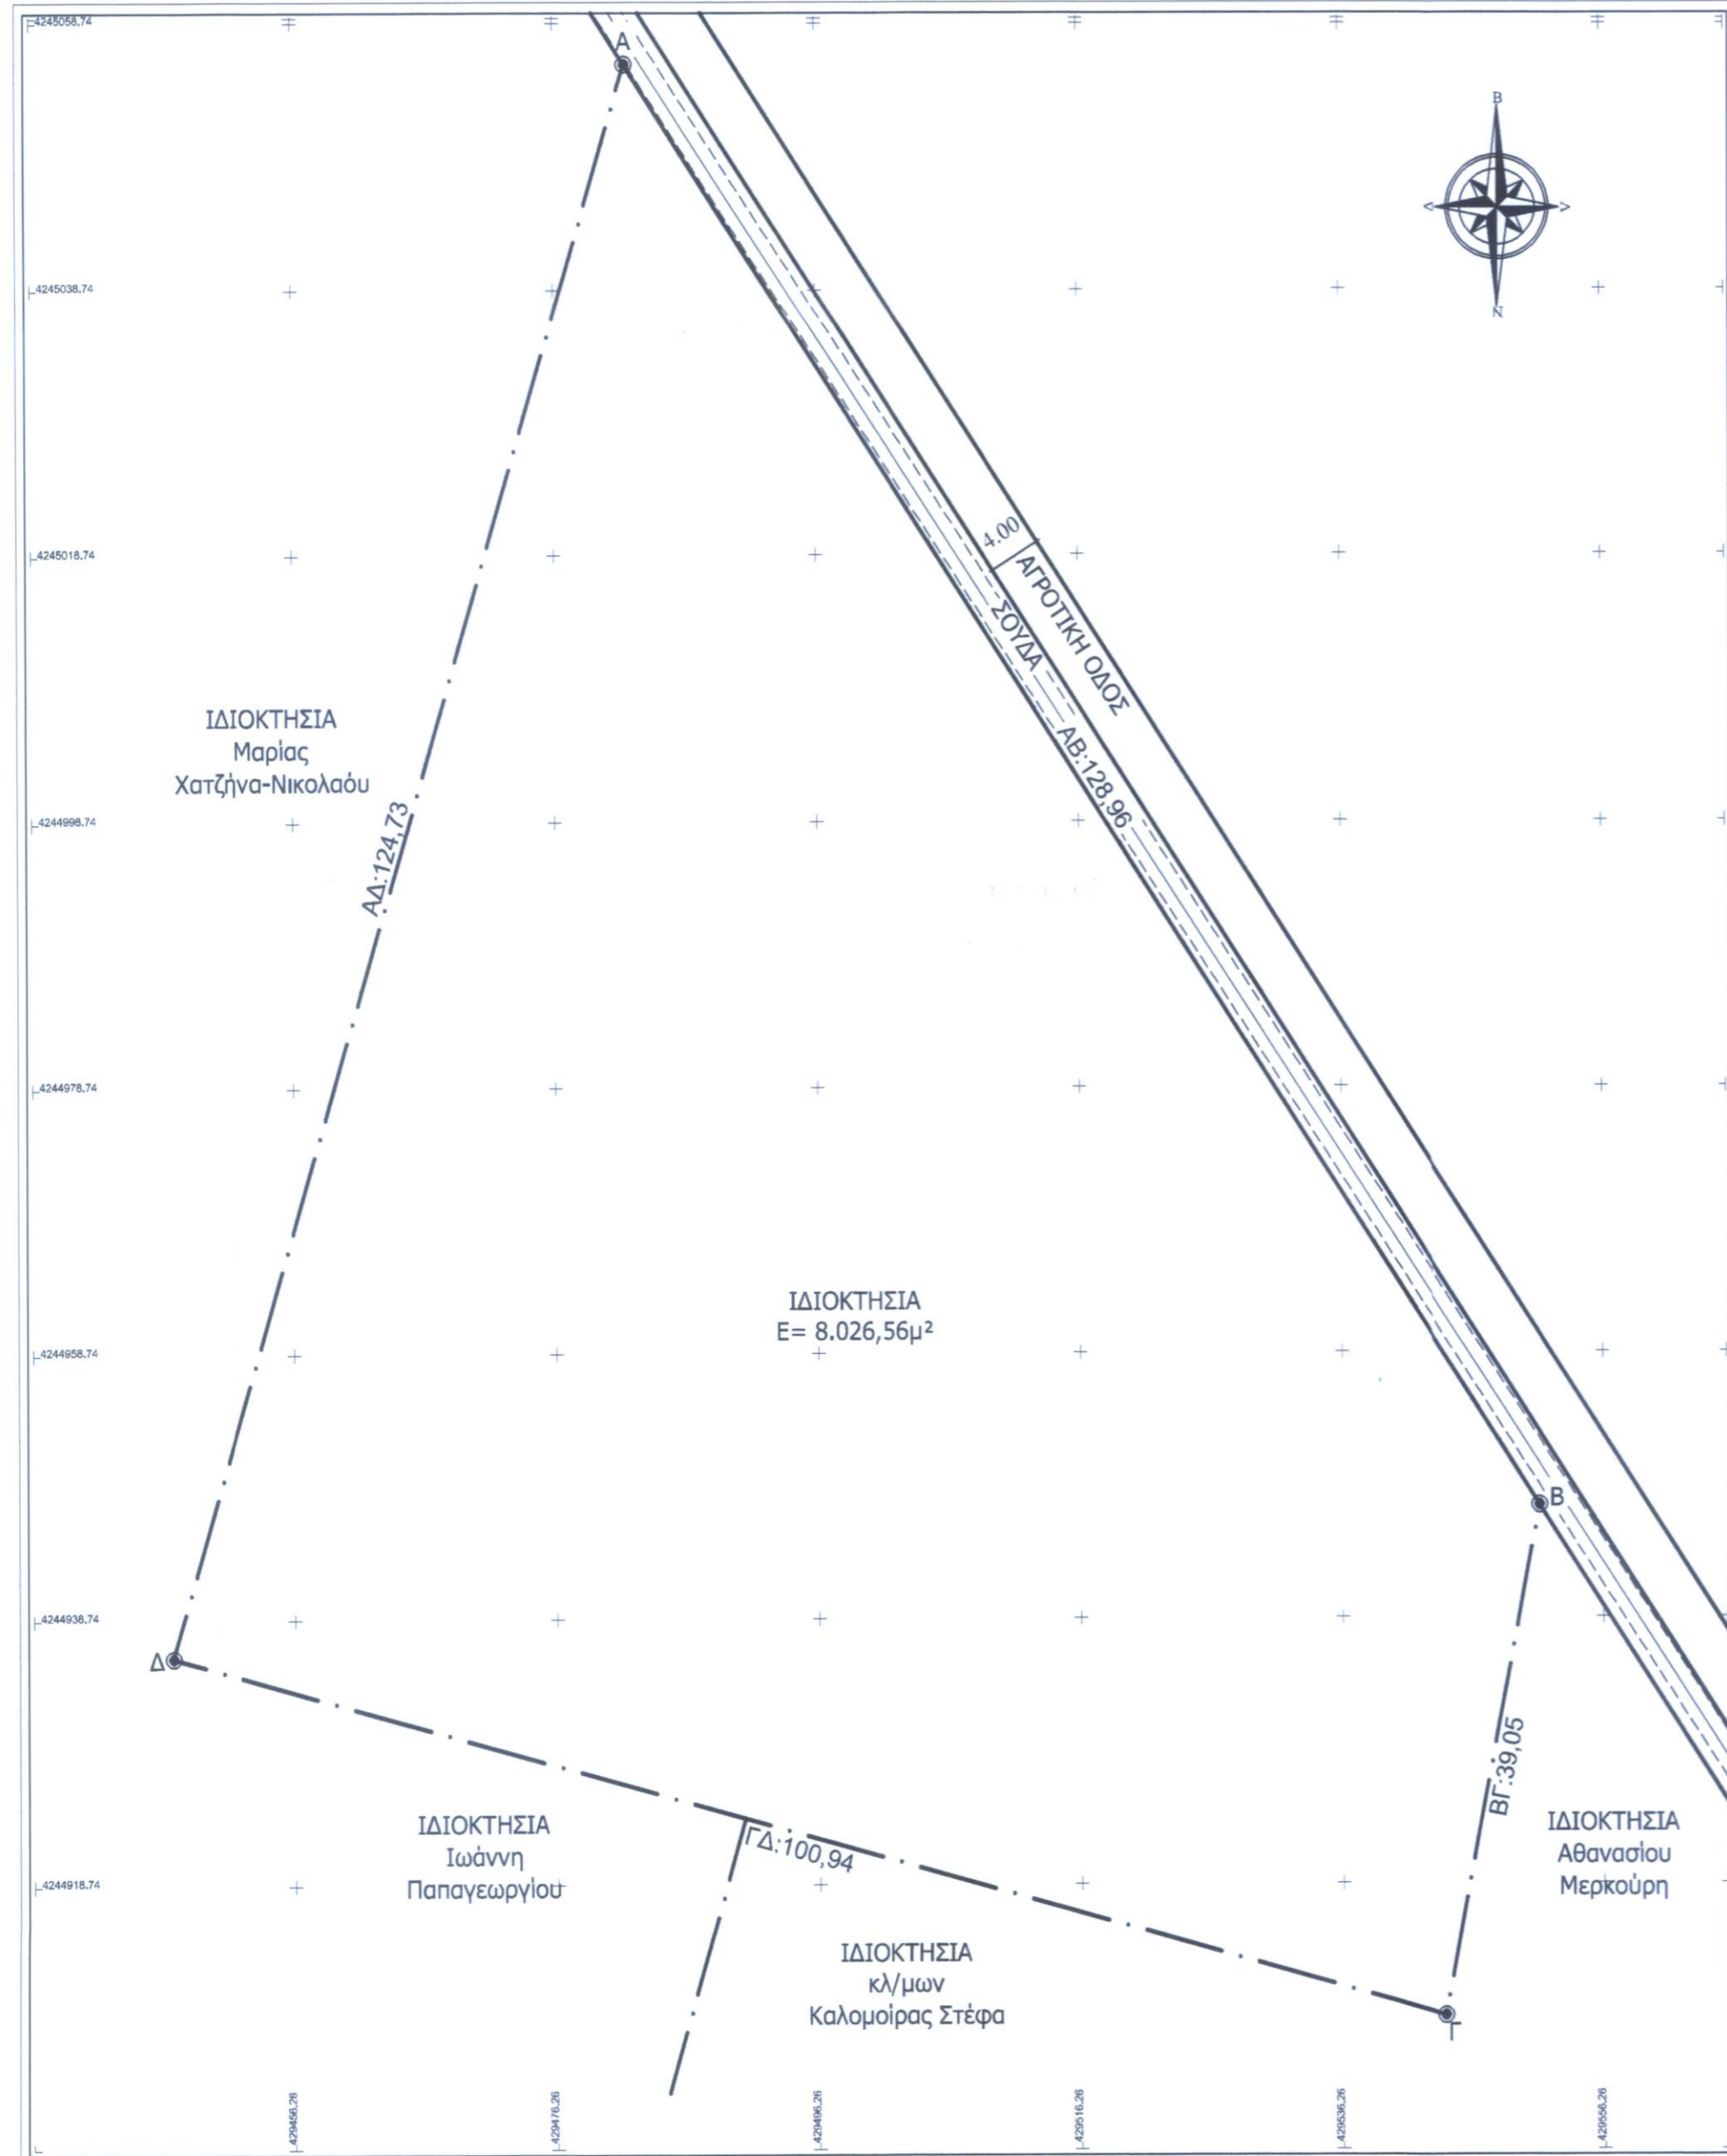 4245058.74
A
B
4245038.74
N
4.00
4245018.74
ΑΓΡΟΤΙΚΗ ΟΔΟΣ
ΣΟΥΔΑ
ΙΔΙΟΚΤΗΣΙΑ
Μαρίας
Χατζήνα-Νικολαόυ
ΑΒ:128,96
ΑΔ:124,73
4244998.74
4244978.74
ΙΔΙΟΚΤΗΣΙΑ
Ε= 8.026,56μ²
4244958.74
B
4244938.74
Δ
ΒΓ:39,05
ΙΔΙΟΚΤΗΣΙΑ
Ιωάννη
Παπαγεωργίου
ΓΔ:100,94
ΙΔΙΟΚΤΗΣΙΑ
Αθανασίου
Μερκούρη
4244918.74
ΙΔΙΟΚΤΗΣΙΑ
κλ/μων
Καλομοίρας Στέφα
Γ
429456.26
429476.26
429496.26
429516.26
429536.26
429556.26